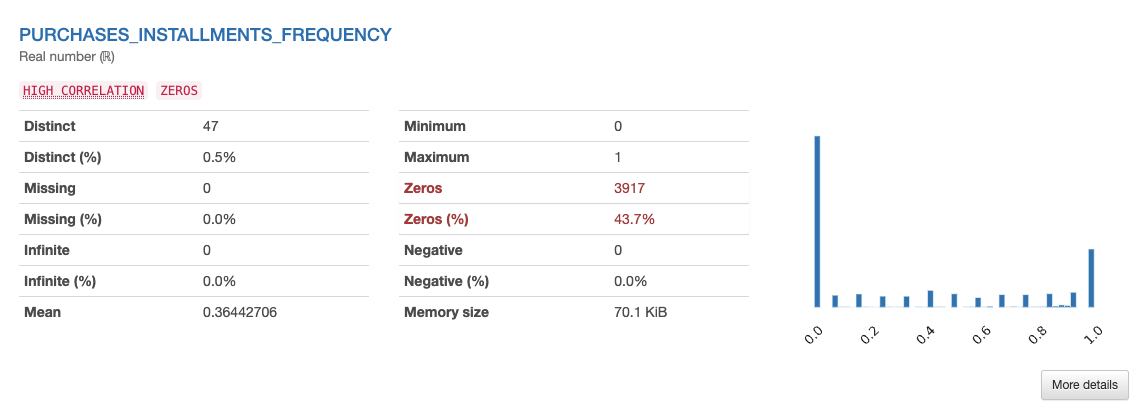 PURCHASES_INSTALLMENTS_FREQUENCY
Real number (ℝ)
HIGH CORRELATION ZEROS
Distinct 47
Distinct (%) 0.5%
Missing 0
Missing (%) 0.0%
Infinite 0
Infinite (%) 0.0%
Mean 0.36442706
Minimum 0
Maximum 1
Zeros 3917
Zeros (%) 43.7%
Negative 0
Negative (%) 0.0%
Memory size 70.1 KiB
0.0 0.2 0.4 0.6 0.8 1.0
More details